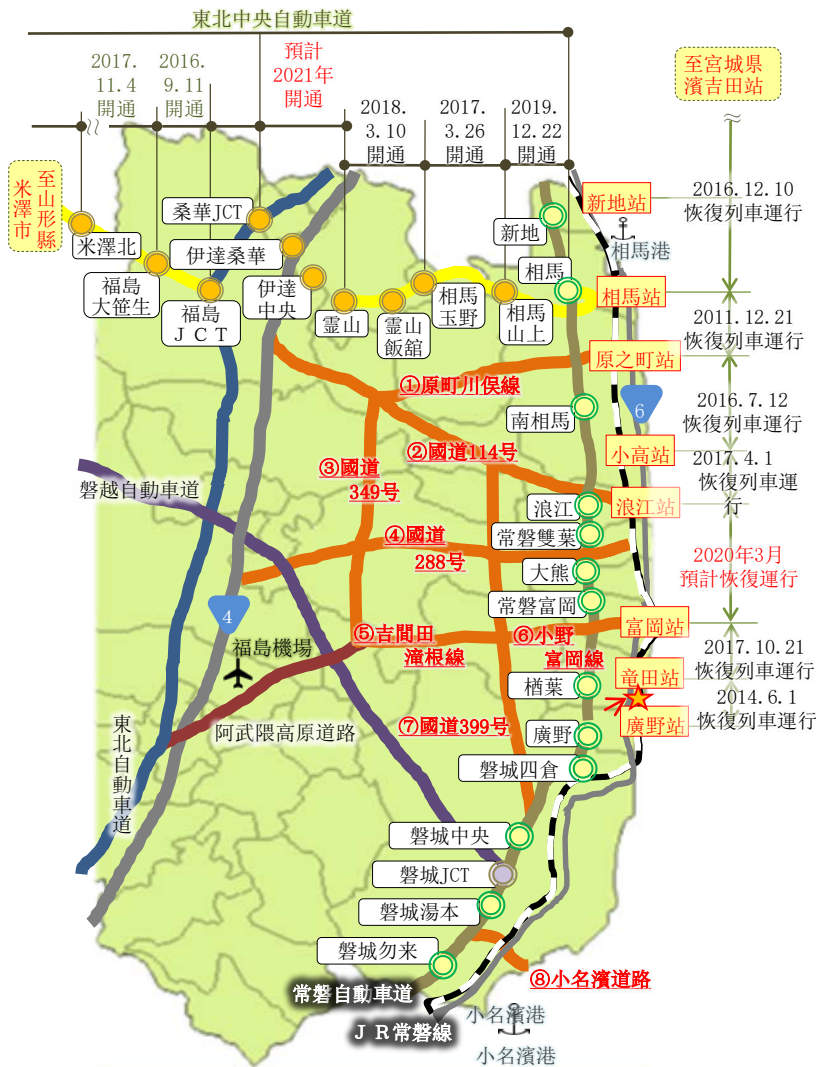 東北中央自動車道
2017.
11.4
開通
2016.
9.11
開通
預計
2021年
開通
2018.
3.10
開通
2017.
3.26
開通
2019.
12.22
開通
至宮城県
濱吉田站
至山形縣
米澤市
米澤北
福島
大笹生
福島
ＪＣＴ
桑華JCT
伊達桑華
伊達
中央
霊山
霊山
飯舘
相馬
玉野
相馬
山上
新地
相馬
新地站
相馬港
2016.12.10
恢復列車運行
相馬站
2011.12.21
恢復列車運行
原之町站
①原町川俣線
6
2016.7.12
恢復列車運行
南相馬
②國道114号
小高站
2017.4.1
恢復列車運
行
③國道
349号
磐越自動車道
浪江
浪江站
常磐雙葉
④國道
288号
2020年3月
預計恢復運行
大熊
常磐富岡
4
富岡站
⑤吉間田
滝根線
⑥小野
富岡線
福島機場
2017.10.21
恢復列車運行
竜田站
楢葉
2014.6.1
恢復列車運行
廣野站
阿武隈高原道路
⑦國道399号
東北自動車道
廣野
磐城四倉
磐城中央
磐城JCT
磐城湯本
磐城勿来
⑧小名濱道路
常磐自動車道
ＪＲ常磐線
小名濱港
小名濱港